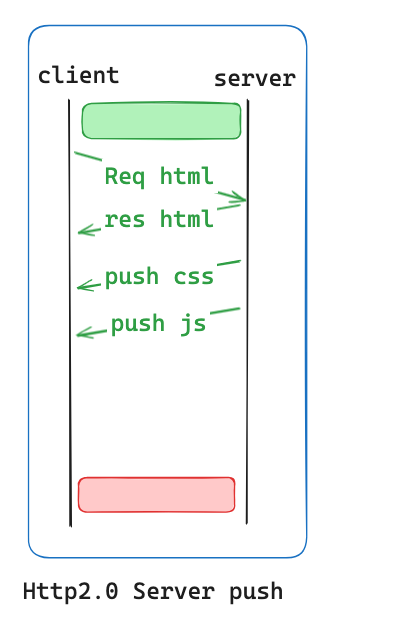 client
server
Req html
res html
push css
push js
Http2.0 Server push